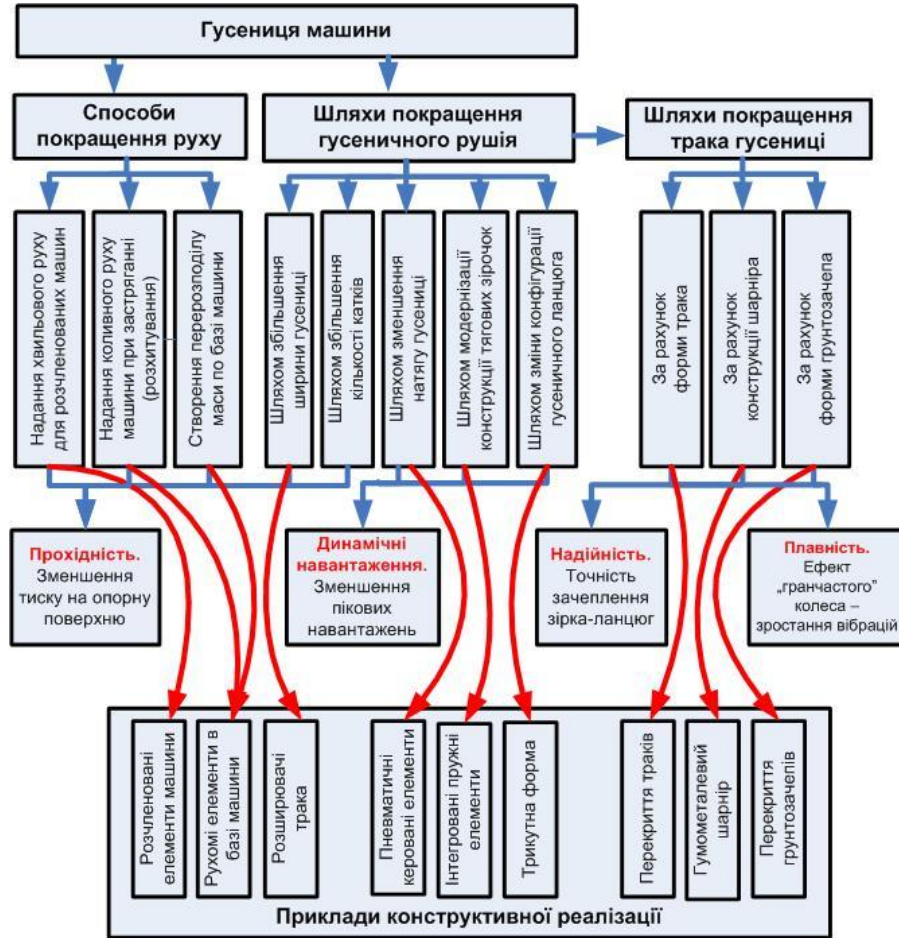 Гусениця машини
Способи
покращення руху
Шляхи покращення
гусеничного рушія
Шляхи покращення
трака гусениці
Надання хвильового руху
для розчленованих машин
Надання коливного руху
машини при застряганні
(розхитування)
Створення перерозподілу
маси по базі машини
Шляхом збільшення
ширини гусениці
Шляхом збільшення
кількості катків
Шляхом зменшення
натягу гусениці
Шляхом модернізації
конструкції тягових зірочок
Шляхом зміни конфігурації
гусеничного ланцюга
За рахунок
форми трака
За рахунок
конструкції шарніра
За рахунок
форми грунтозачепа
Прохідність.
Зменшення
тиску на опорну
поверхню
Динамічні
навантаження.
Зменшення
пікових
навантажень
Надійність.
Точність
зачеплення
зірка-ланцюг
Плавність.
Ефект
„гранчастого”
колеса –
зростання вібрацій
Розчленовані
елементи машини
Рухомі елементи в
базі машини
Розширювачі
трака
Пневматичні
керовані елементи
Інтегровані пружні
елементи
Трикутна форма
Перекриття траків
Гумометалевий
шарнір
Перекриття
грунтозачепів
Приклади конструктивної реалізації